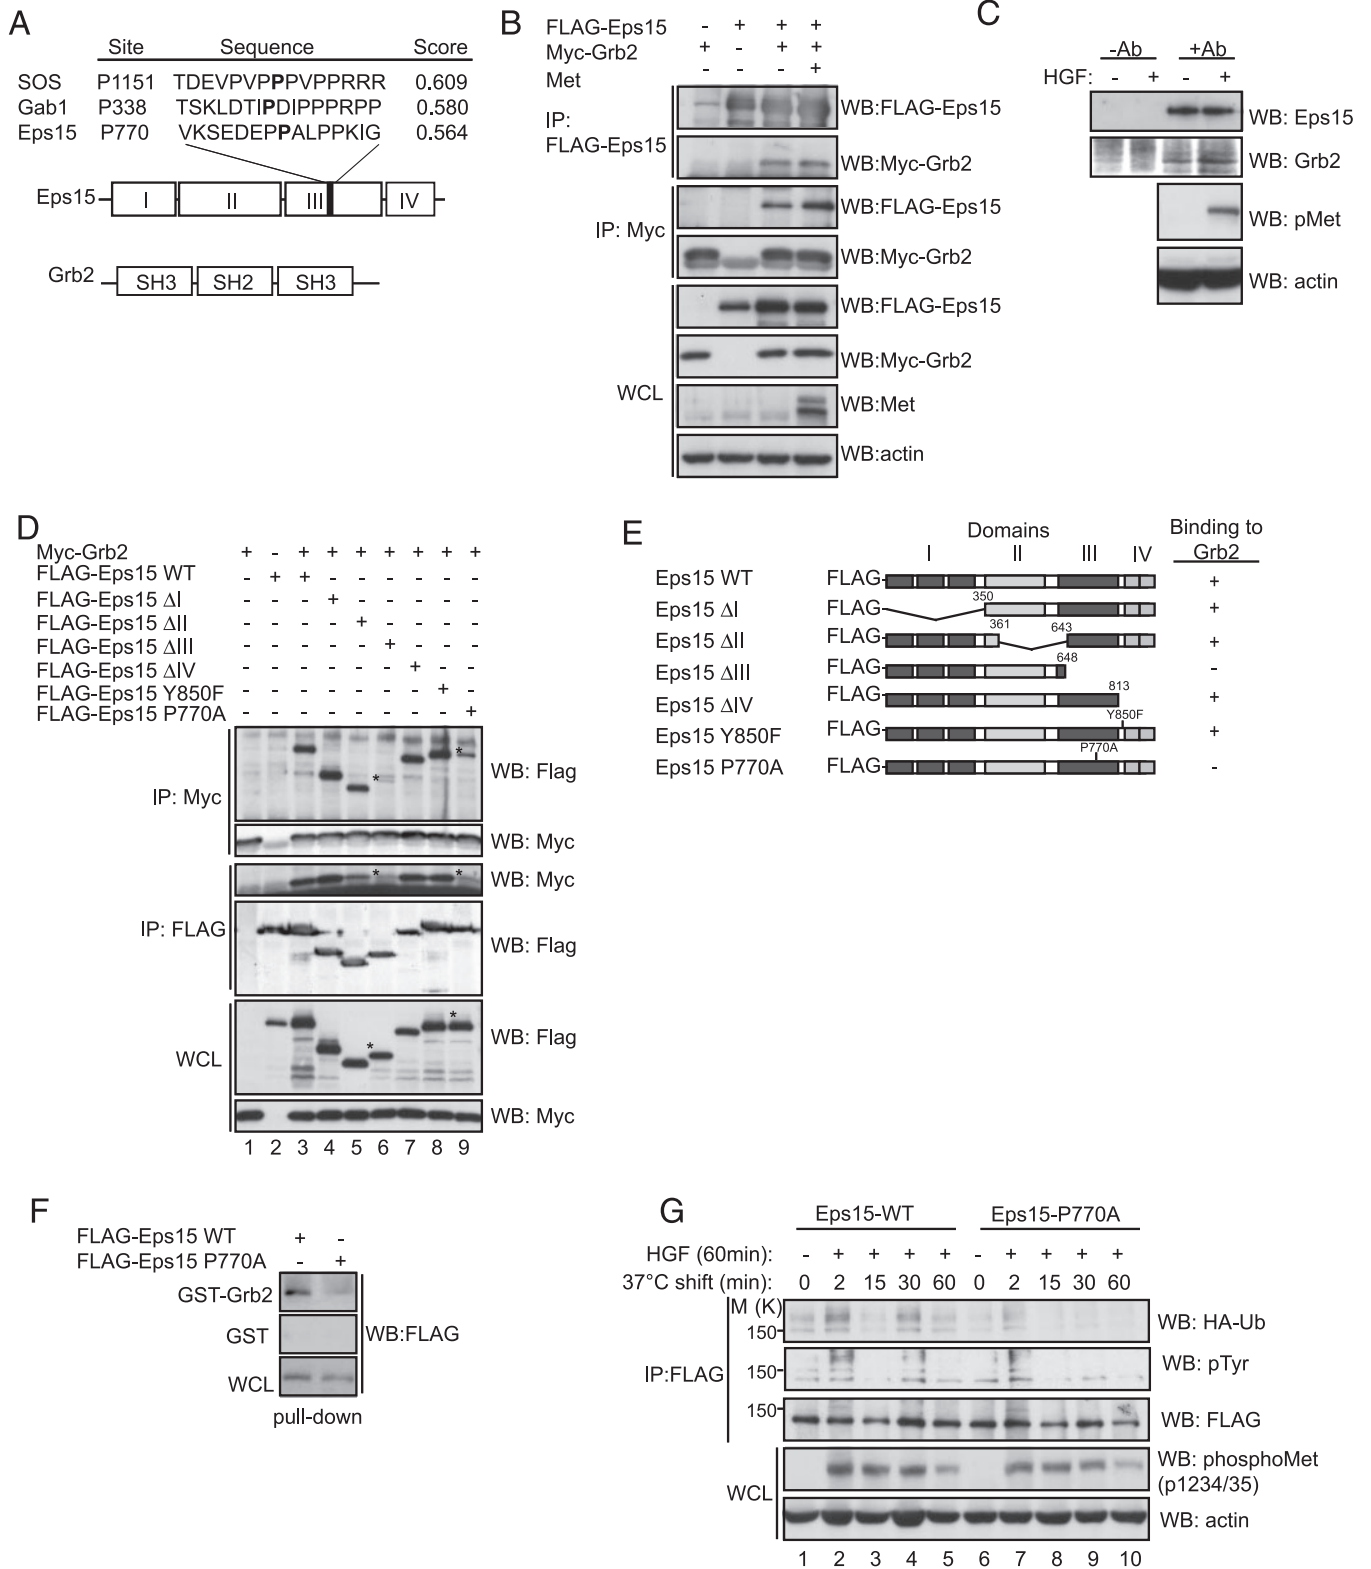 A
Site Sequence Score
SOS P1151 TDEVPVPPPVPPRRR 0.609
Gab1 P338 TSKLDTIPDIPPPRPP 0.580
Eps15 P770 VKSEDEPPALPPKIG 0.564
Eps15 I II III IV
Grb2 SH3 SH2 SH3
B
FLAG-Eps15 - + + +
Myc-Grb2 + - + +
Met - - - +
IP: FLAG-Eps15
WB:FLAG-Eps15
WB:Myc-Grb2
IP: Myc
WB:FLAG-Eps15
WB:Myc-Grb2
WCL
WB:FLAG-Eps15
WB:Myc-Grb2
WB:Met
WB:actin
C
-Ab +Ab
HGF: - + - +
WB: Eps15
WB: Grb2
WB: pMet
WB: actin
D
Myc-Grb2 + - + + + + + + +
FLAG-Eps15 WT - + + - - - - - -
FLAG-Eps15 ΔI - - - + - - - - -
FLAG-Eps15 ΔII - - - - + - - - -
FLAG-Eps15 ΔIII - - - - - + - - -
FLAG-Eps15 ΔIV - - - - - - + - -
FLAG-Eps15 Y850F - - - - - - - + -
FLAG-Eps15 P770A - - - - - - - - +
IP: Myc
* *
WB: Flag
WB: Myc
IP: FLAG
* *
WB: Myc
WB: Flag
WCL
* *
WB: Flag
WB: Myc
1 2 3 4 5 6 7 8 9
E
Domains Binding to Grb2
I II III IV
Eps15 WT FLAG +
350
Eps15 ΔI FLAG +
361 643
Eps15 ΔII FLAG +
648
Eps15 ΔIII FLAG -
813
Eps15 ΔIV FLAG +
Y850F
Eps15 Y850F FLAG +
P770A
Eps15 P770A FLAG -
F
FLAG-Eps15 WT + -
FLAG-Eps15 P770A - +
GST-Grb2
GST
WB:FLAG
WCL
pull-down
G
Eps15-WT Eps15-P770A
HGF (60min): - + + + + - + + + +
37°C shift (min): 0 2 15 30 60 0 2 15 30 60
M (K)
IP:FLAG
150 WB: HA-Ub
150 WB: pTyr
150 WB: FLAG
WCL
WB: phosphoMet
(p1234/35)
WB: actin
1 2 3 4 5 6 7 8 9 10